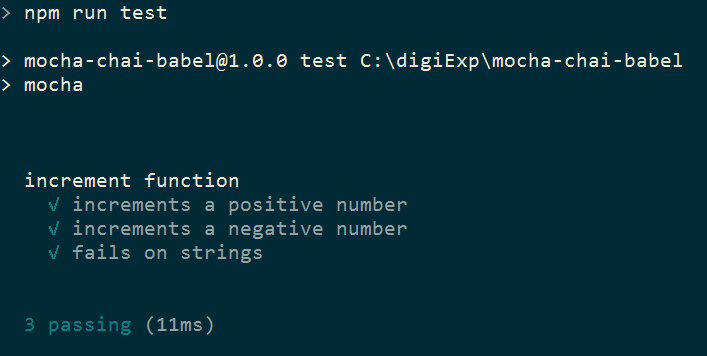 > npm run test
> mocha-chai-babel@1.0.0 test C:\digiExp\mocha-chai-babel
> mocha
increment function
√ increments a positive number
√ increments a negative number
√ fails on strings
3 passing (11ms)